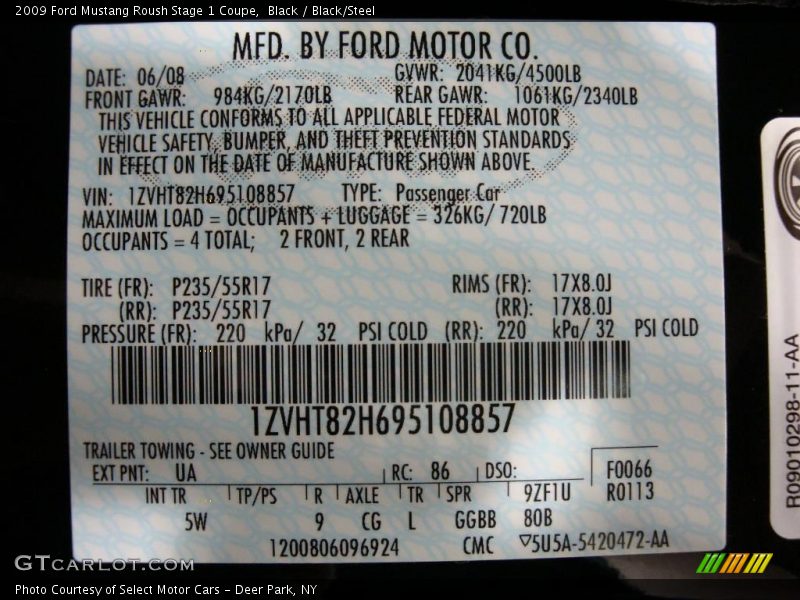 2009 Ford Mustang Roush Stage 1 Coupe,  Black / Black/Steel
MFD. BY FORD MOTOR CO.
DATE: 06/08 GVWR: 2041KG/4500LB
FRONT GAWR: 984KG/2170LB REAR GAWR: 1061KG/2340LB
THIS VEHICLE CONFORMS TO ALL APPLICABLE FEDERAL MOTOR
VEHICLE SAFETY, BUMPER, AND THEFT PREVENTION STANDARDS
IN EFFECT ON THE DATE OF MANUFACTURE SHOWN ABOVE.
VIN: 1ZVHT82H695108857 TYPE: Passenger Car
MAXIMUM LOAD = OCCUPANTS + LUGGAGE = 326KG/ 720LB
OCCUPANTS = 4 TOTAL; 2 FRONT, 2 REAR
TIRE (FR): P235/55R17 RIMS (FR): 17X8.0J
(RR): P235/55R17 (RR): 17X8.0J
PRESSURE (FR): 220 kPa/ 32 PSI COLD (RR): 220 kPa/ 32 PSI COLD
1ZVHT82H695108857
TRAILER TOWING - SEE OWNER GUIDE
EXT PNT: UA RC: 86 DSO: F0066
INT TR TP/PS R AXLE TR SPR 9ZF1U R0113
5W 9 CG L GGBB 80B
1200806096924 CMC ▽5U5A-5420472-AA
R09010298-11-AA
GTCARLOT.COM
Photo Courtesy of Select Motor Cars - Deer Park, NY